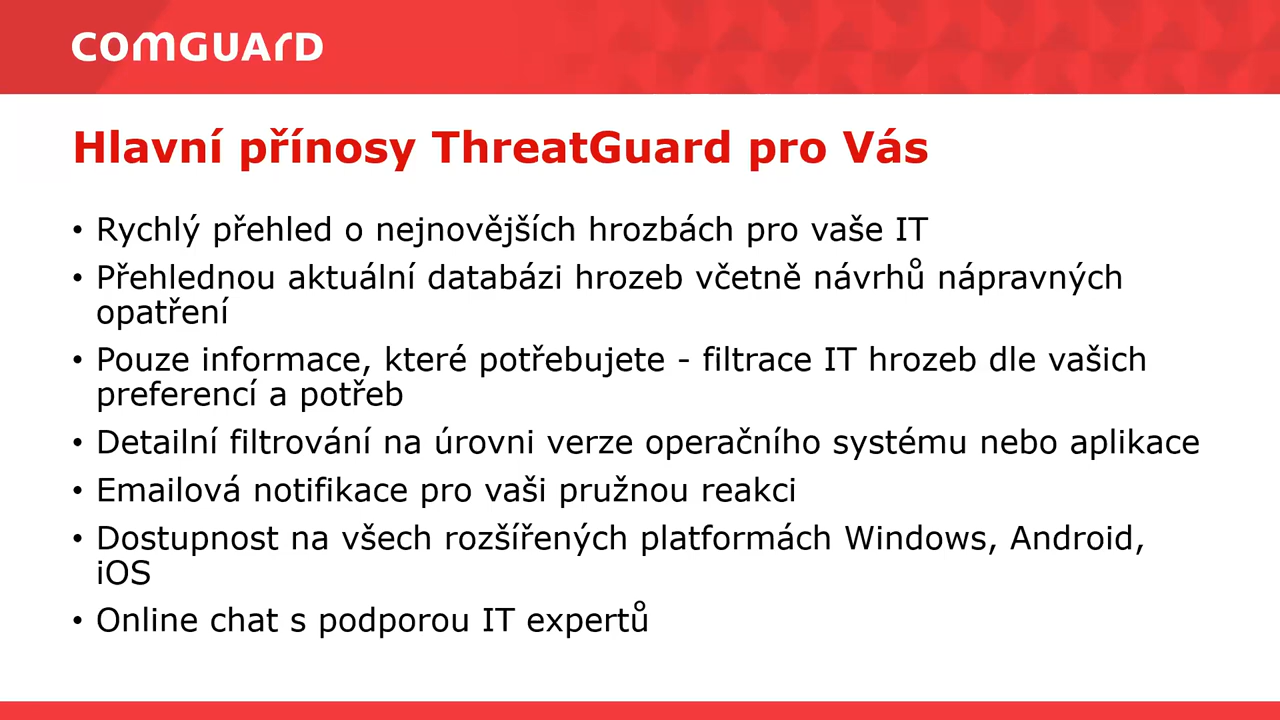 COMGUARD
Hlavní přínosy ThreatGuard pro Vás
• Rychlý přehled o nejnovějších hrozbách pro vaše IT
• Přehlednou aktuální databázi hrozeb včetně návrhů nápravných
opatření
• Pouze informace, které potřebujete - filtrace IT hrozeb dle vašich
preferencí a potřeb
• Detailní filtrování na úrovni verze operačního systému nebo aplikace
• Emailová notifikace pro vaši pružnou reakci
• Dostupnost na všech rozšířených platformách Windows, Android,
iOS
• Online chat s podporou IT expertů